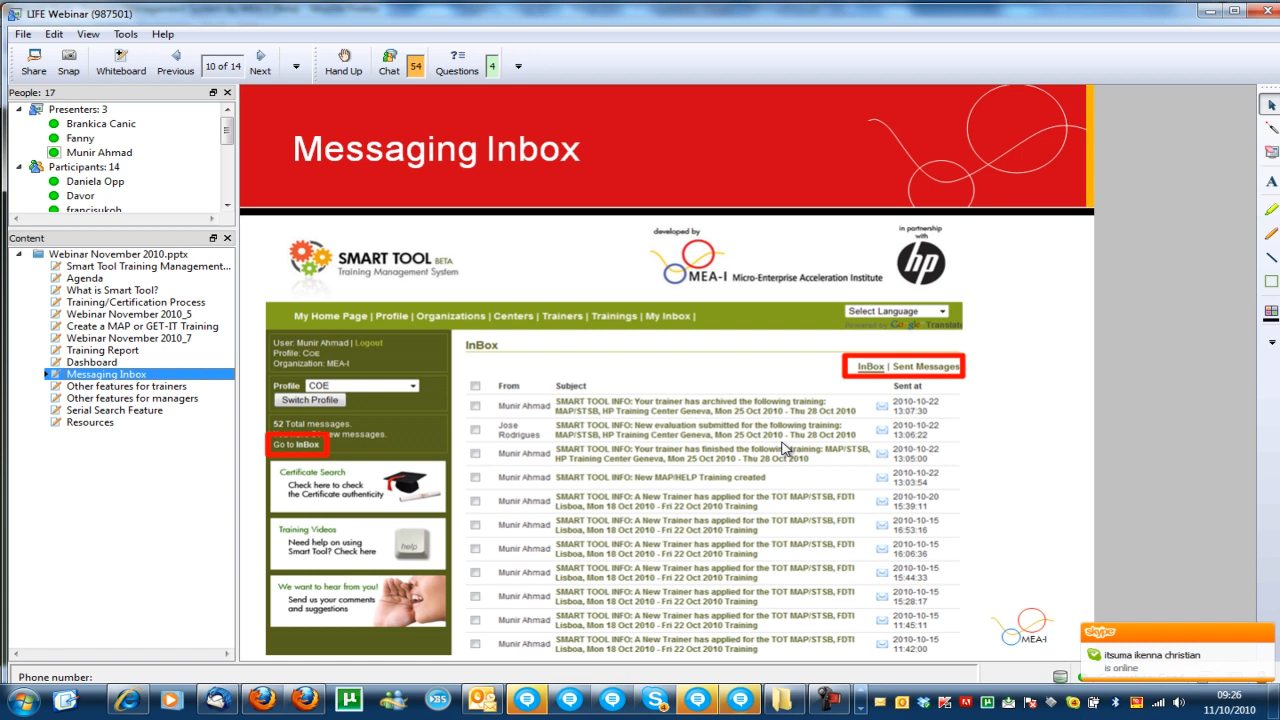 LIFE Webinar (987501)
File Edit View Tools Help
Share Snap Whiteboard Previous 10 of 14 Next Hand Up Chat 54 Questions 4
People: 17
Presenters: 3
Brankica Canic
Fanny
Munir Ahmad
Participants: 14
Daniela Opp
Davor
francisukoh
Content
Webinar November 2010.pptx
Smart Tool Training Management...
Agenda
What is Smart Tool?
Training/Certification Process
Webinar November 2010_5
Create a MAP or GET-IT Training
Webinar November 2010_7
Training Report
Dashboard
Messaging Inbox
Other features for trainers
Other features for managers
Serial Search Feature
Resources
Phone number:
Messaging Inbox
SMART TOOL BETA
Training Management System
developed by
MEA-I Micro-Enterprise Acceleration Institute
in partnership
with
hp
My Home Page | Profile | Organizations | Centers | Trainers | Trainings | My Inbox |
Select Language
Powered by Google Translate
User: Munir Ahmad | Logout
Profile: COE
Organization: MEA-I
Profile COE
Switch Profile
52 Total messages.
new messages.
Go to InBox
Certificate Search
Check here to check
the Certificate authenticity
Training Videos
Need help on using
Smart Tool? Check here
help
We want to hear from you!
Send us your comments
and suggestions
InBox
InBox | Sent Messages
From Subject Sent at
Munir Ahmad SMART TOOL INFO: Your trainer has archived the following training: 2010-10-22
MAP/STSB, HP Training Center Geneva, Mon 25 Oct 2010 - Thu 28 Oct 2010 13:07:30
Jose SMART TOOL INFO: New evaluation submitted for the following training: 2010-10-22
Rodrigues MAP/STSB, HP Training Center Geneva, Mon 25 Oct 2010 - Thu 28 Oct 2010 13:06:22
Munir Ahmad SMART TOOL INFO: Your trainer has finished the following training: MAP/STSB, 2010-10-22
HP Training Center Geneva, Mon 25 Oct 2010 - Thu 28 Oct 2010 13:05:00
Munir Ahmad SMART TOOL INFO: New MAP/HELP Training created 2010-10-22
13:03:54
Munir Ahmad SMART TOOL INFO: A New Trainer has applied for the TOT MAP/STSB, FDTI 2010-10-20
Lisboa, Mon 18 Oct 2010 - Fri 22 Oct 2010 Training 15:39:11
Munir Ahmad SMART TOOL INFO: A New Trainer has applied for the TOT MAP/STSB, FDTI 2010-10-15
Lisboa, Mon 18 Oct 2010 - Fri 22 Oct 2010 Training 16:53:16
Munir Ahmad SMART TOOL INFO: A New Trainer has applied for the TOT MAP/STSB, FDTI 2010-10-15
Lisboa, Mon 18 Oct 2010 - Fri 22 Oct 2010 Training 16:06:36
Munir Ahmad SMART TOOL INFO: A New Trainer has applied for the TOT MAP/STSB, FDTI 2010-10-15
Lisboa, Mon 18 Oct 2010 - Fri 22 Oct 2010 Training 15:44:33
Munir Ahmad SMART TOOL INFO: A New Trainer has applied for the TOT MAP/STSB, FDTI 2010-10-15
Lisboa, Mon 18 Oct 2010 - Fri 22 Oct 2010 Training 15:28:17
Munir Ahmad SMART TOOL INFO: A New Trainer has applied for the TOT MAP/STSB, FDTI 2010-10-15
Lisboa, Mon 18 Oct 2010 - Fri 22 Oct 2010 Training 11:45:11
Munir Ahmad SMART TOOL INFO: A New Trainer has applied for the TOT MAP/STSB, FDTI 2010-10-15
Lisboa, Mon 18 Oct 2010 - Fri 22 Oct 2010 Training 11:42:00
MEA-I
skype
itsuma ikenna christian
is online
09:26
11/10/2010